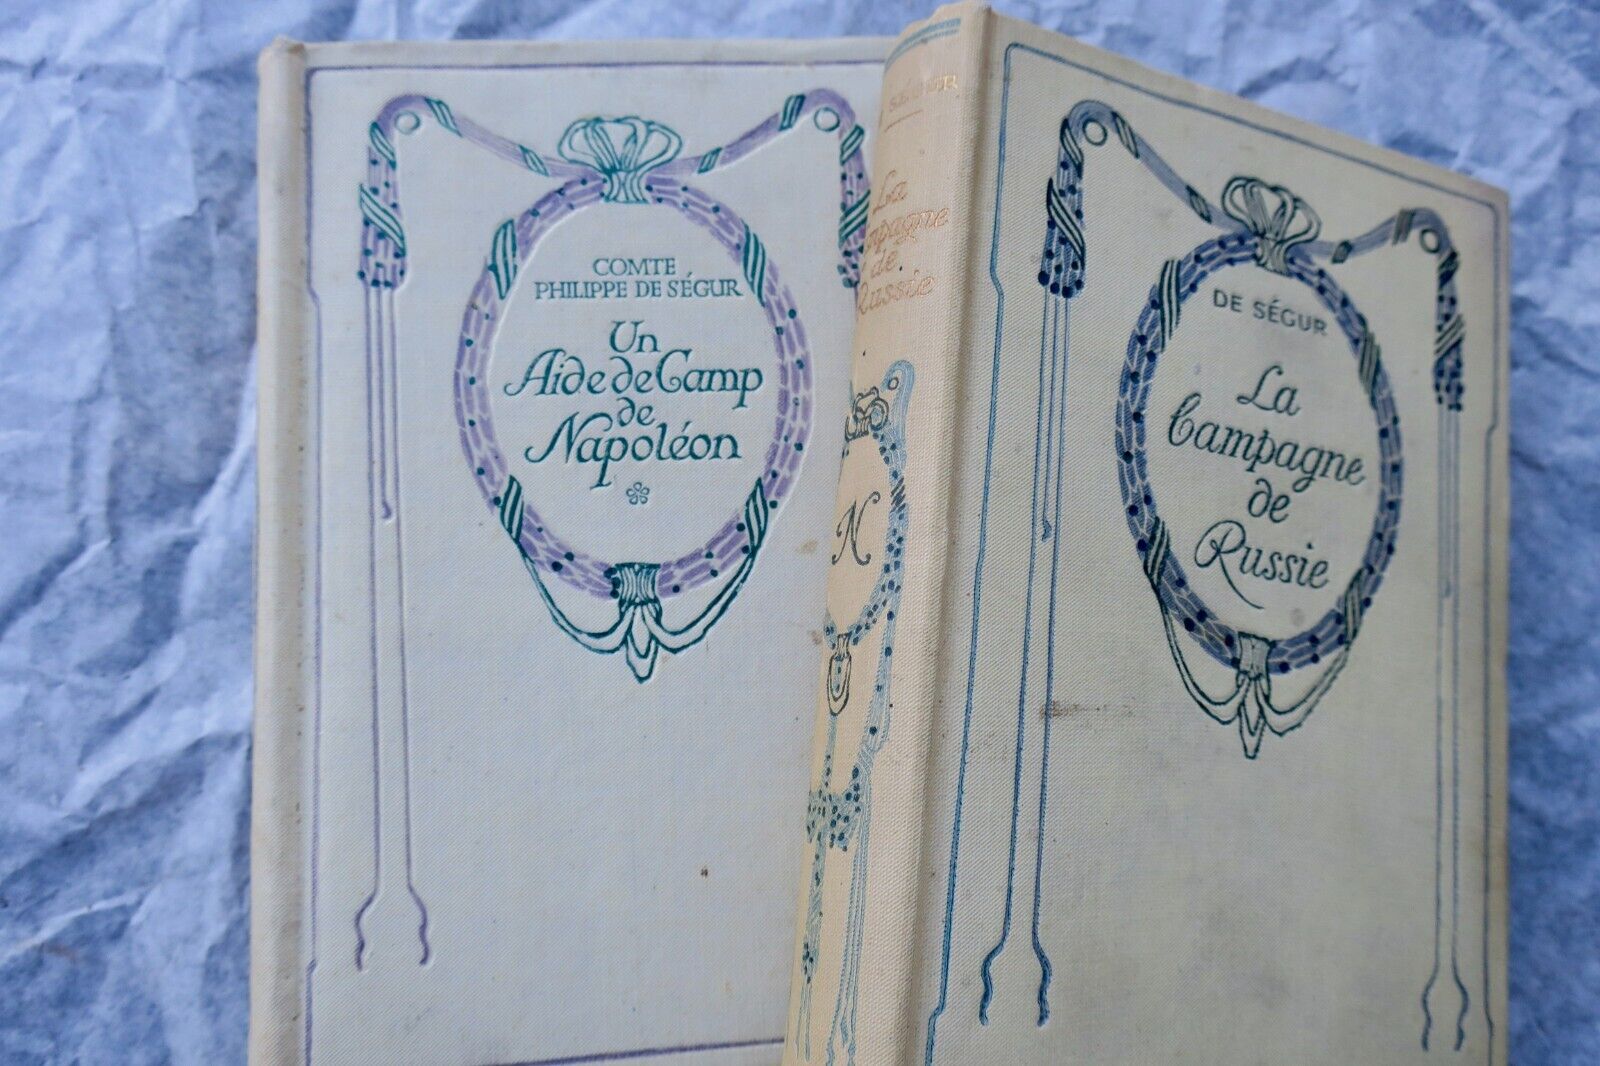 COMTE
PHILIPPE DE SÉGUR
Un
Aide de Camp
de
Napoléon
SÉGUR
La
Campagne
de
Russie
N
DE SÉGUR
La
Campagne
de
Russie